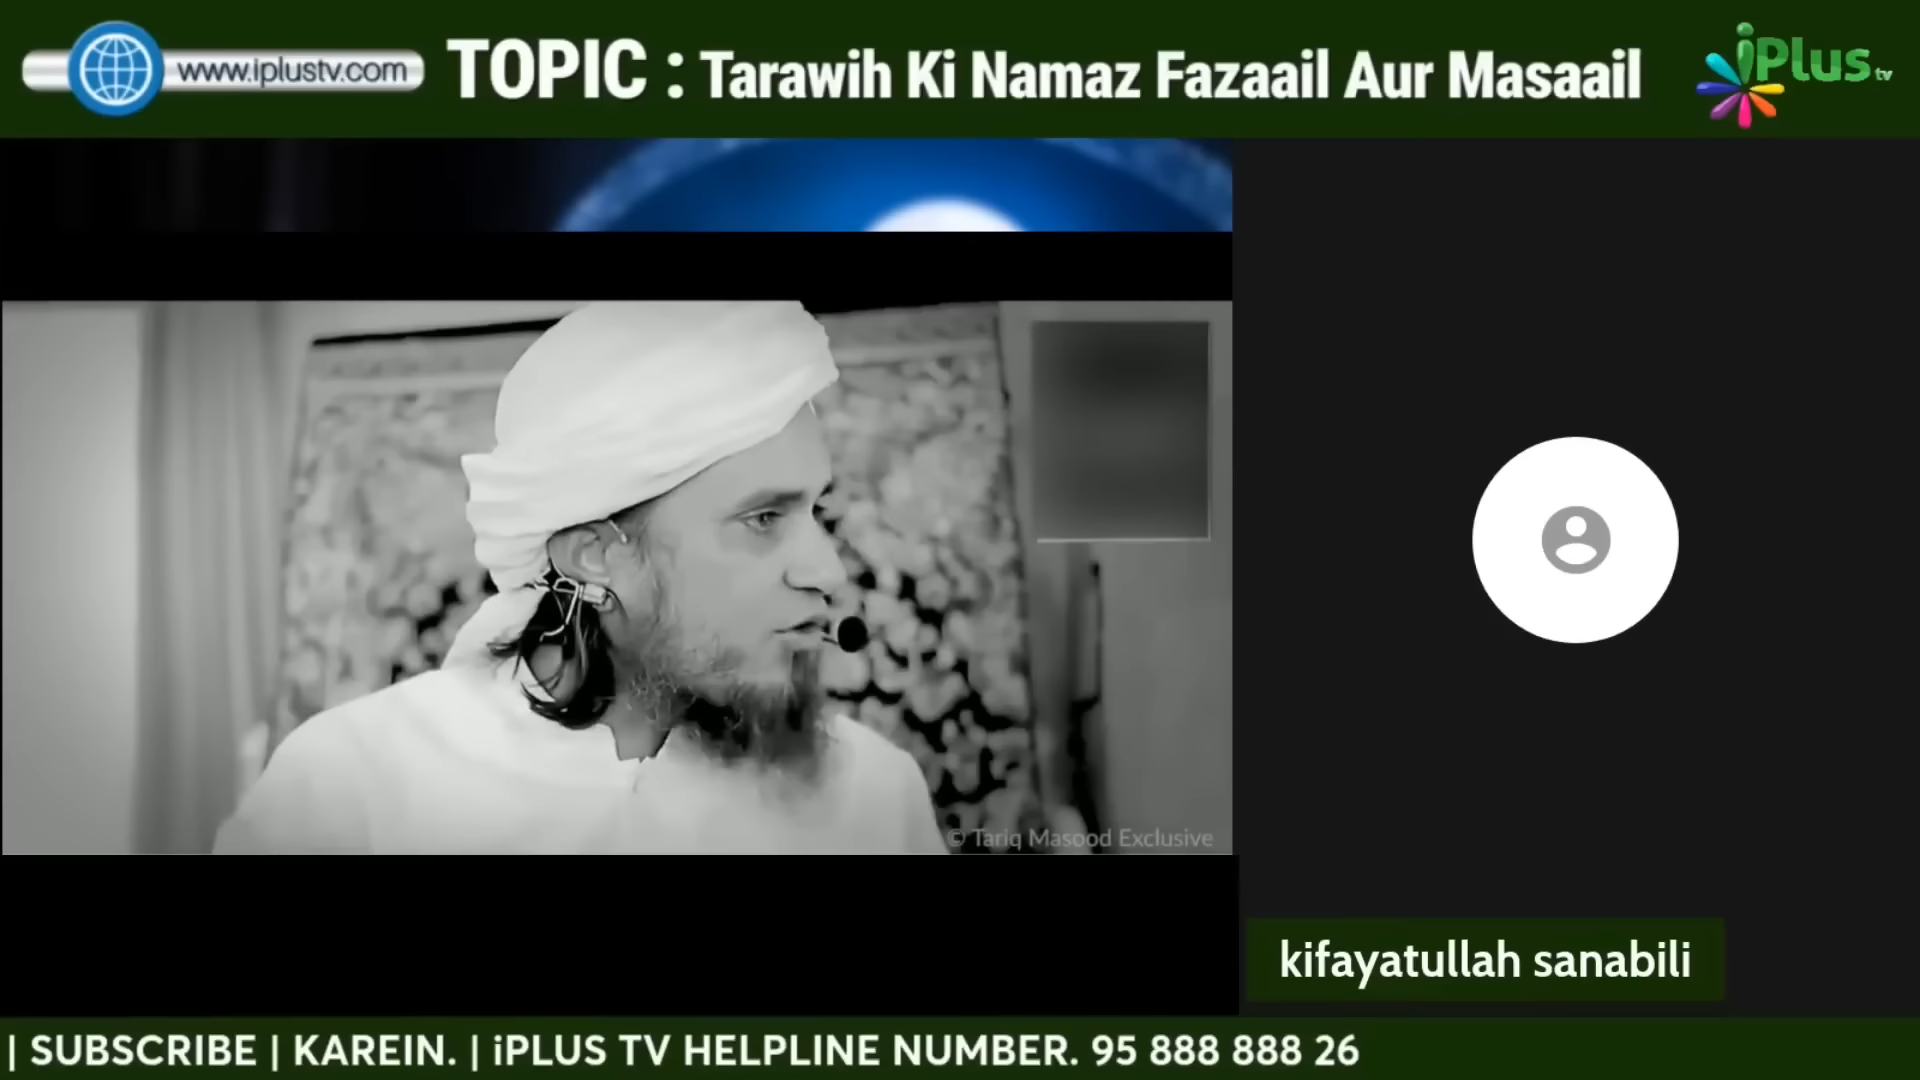 www.iplustv.com
TOPIC : Tarawih Ki Namaz Fazaail Aur Masaail
iPlus tv
© Tariq Masood Exclusive
kifayatullah sanabili
| SUBSCRIBE | KAREIN. | iPLUS TV HELPLINE NUMBER. 95 888 888 26